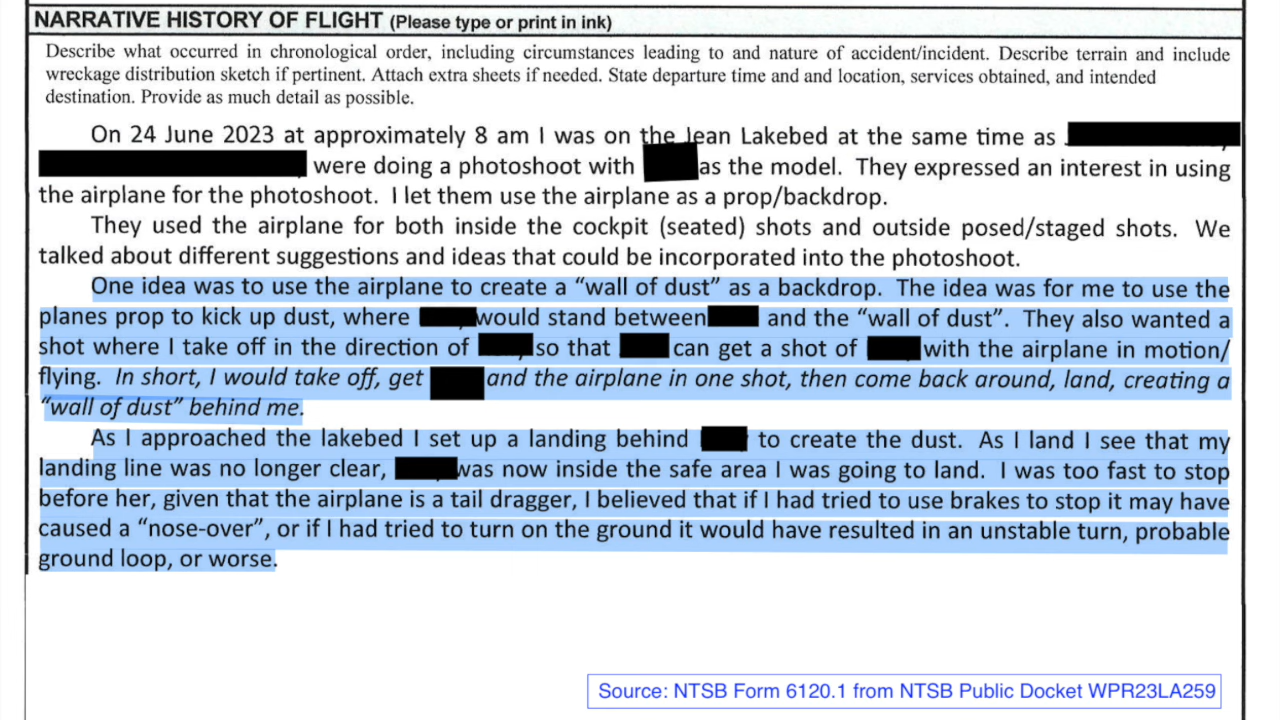 NARRATIVE HISTORY OF FLIGHT (Please type or print in ink)
Describe what occurred in chronological order, including circumstances leading to and nature of accident/incident. Describe terrain and include
wreckage distribution sketch if pertinent. Attach extra sheets if needed. State departure time and and location, services obtained, and intended
destination. Provide as much detail as possible.
On 24 June 2023 at approximately 8 am I was on the Jean Lakebed at the same time as
were doing a photoshoot with as the model. They expressed an interest in using
the airplane for the photoshoot. I let them use the airplane as a prop/backdrop.
They used the airplane for both inside the cockpit (seated) shots and outside posed/staged shots. We
talked about different suggestions and ideas that could be incorporated into the photoshoot.
One idea was to use the airplane to create a “wall of dust” as a backdrop. The idea was for me to use the
planes prop to kick up dust, where would stand between and the “wall of dust”. They also wanted a
shot where I take off in the direction of so that can get a shot of with the airplane in motion/
flying. In short, I would take off, get and the airplane in one shot, then come back around, land, creating a
“wall of dust” behind me.
As I approached the lakebed I set up a landing behind to create the dust. As I land I see that my
landing line was no longer clear, was now inside the safe area I was going to land. I was too fast to stop
before her, given that the airplane is a tail dragger, I believed that if I had tried to use brakes to stop it may have
caused a “nose-over”, or if I had tried to turn on the ground it would have resulted in an unstable turn, probable
ground loop, or worse.
Source: NTSB Form 6120.1 from NTSB Public Docket WPR23LA259